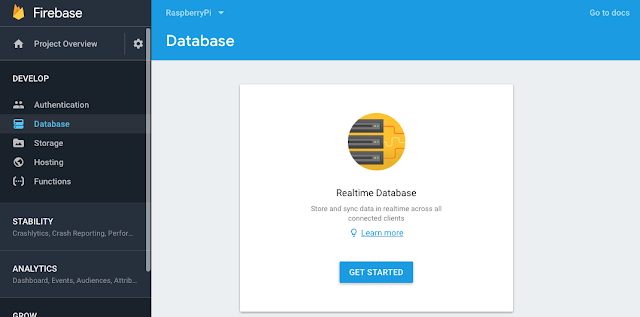 Firebase
Project Overview
DEVELOP
Authentication
Database
Storage
Hosting
Functions
STABILITY
Crashlytics, Crash Reporting, Perfor...
ANALYTICS
Dashboard, Events, Audiences, Attrib...
GROW
RaspberryPi
Go to docs
Database
Realtime Database
Store and sync data in realtime across all
connected clients
Learn more
GET STARTED